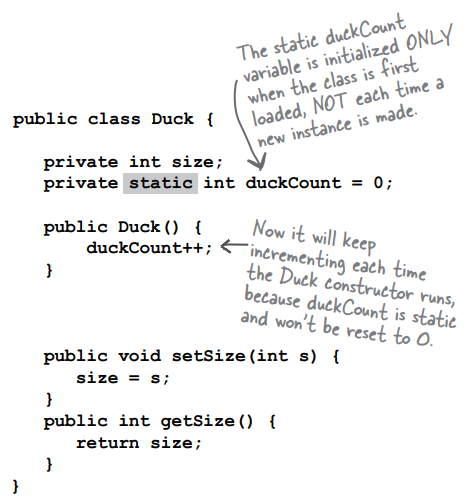 The static duckCount
variable is initialized ONLY
when the class is first
loaded, NOT each time a
new instance is made.
public class Duck {
private int size;
private static int duckCount = 0;
public Duck() {
duckCount++;
}
Now it will keep
incrementing each time
the Duck constructor runs,
because duckCount is static
and won't be reset to 0.
public void setSize(int s) {
size = s;
}
public int getSize() {
return size;
}
}